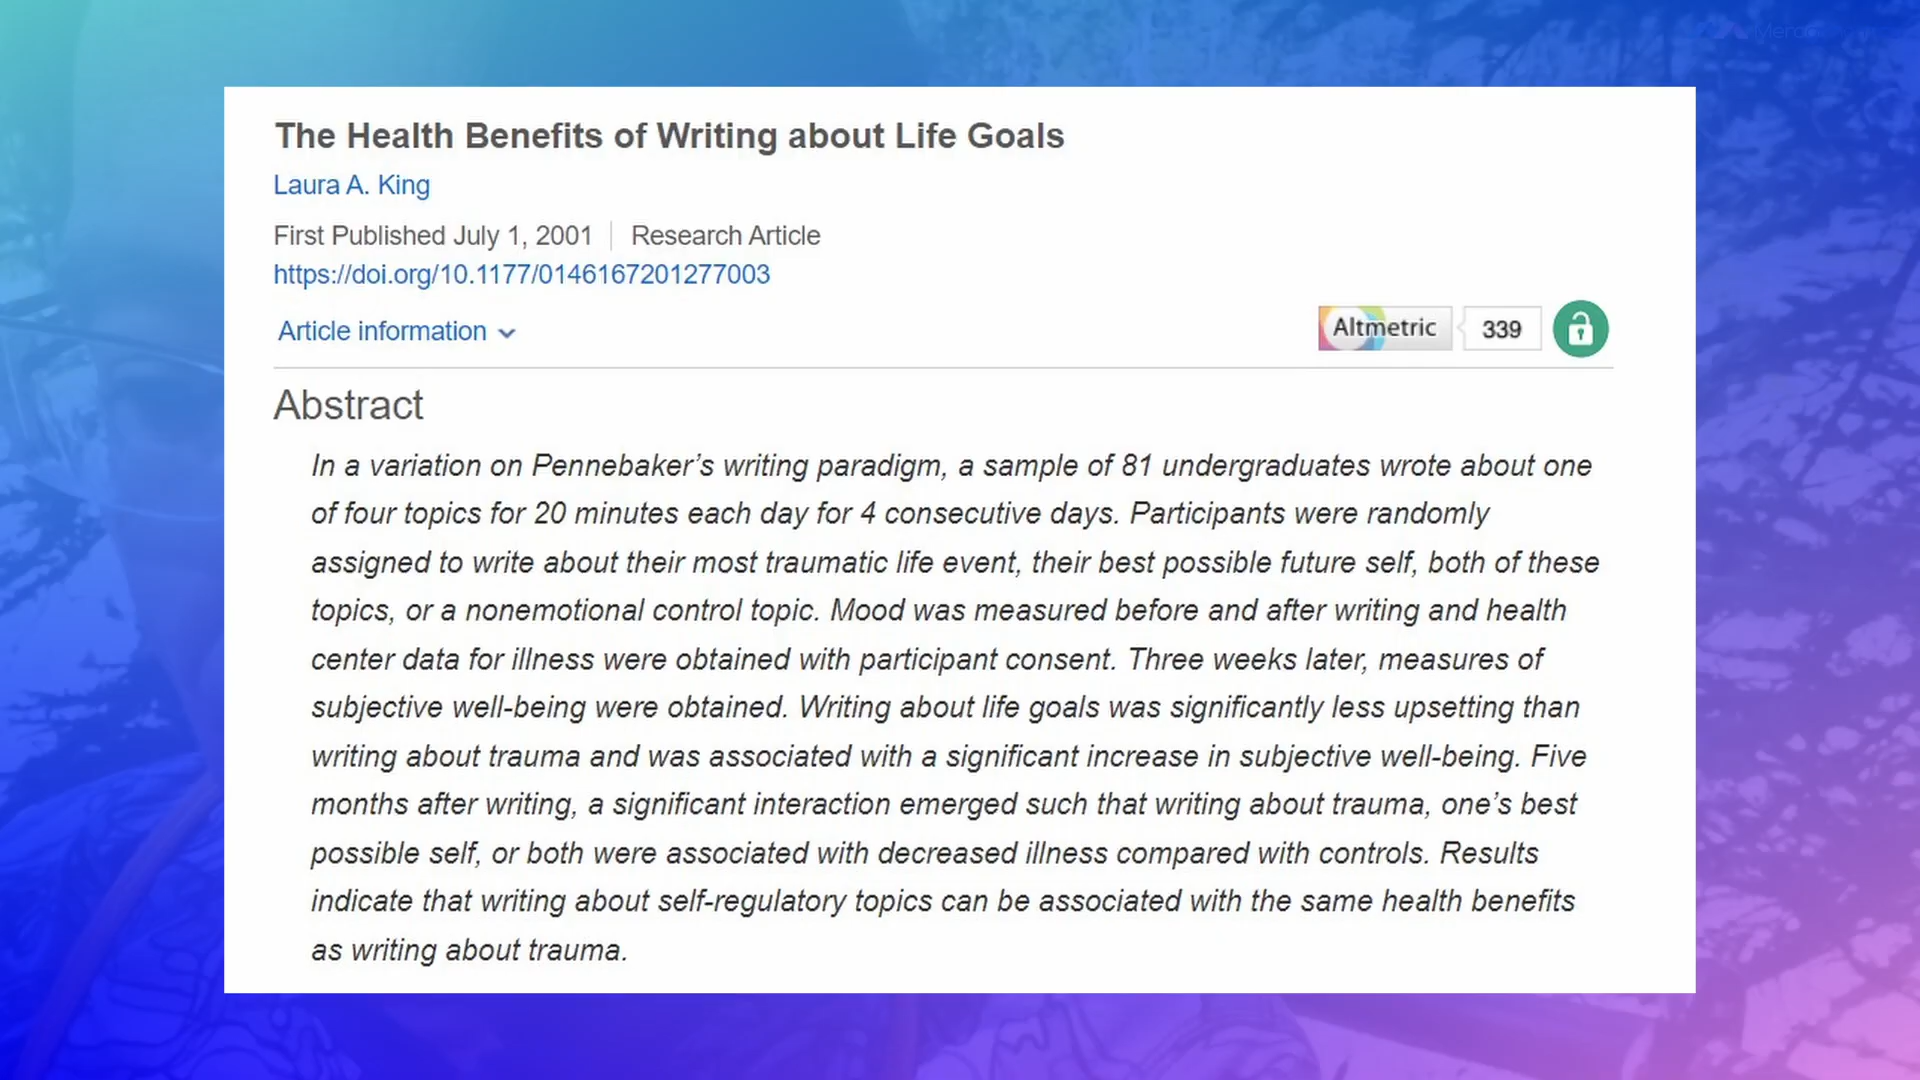 The Health Benefits of Writing about Life Goals
Laura A. King
First Published July 1, 2001 | Research Article
https://doi.org/10.1177/0146167201277003
Article information
Altmetric 339
Abstract
In a variation on Pennebaker’s writing paradigm, a sample of 81 undergraduates wrote about one
of four topics for 20 minutes each day for 4 consecutive days. Participants were randomly
assigned to write about their most traumatic life event, their best possible future self, both of these
topics, or a nonemotional control topic. Mood was measured before and after writing and health
center data for illness were obtained with participant consent. Three weeks later, measures of
subjective well-being were obtained. Writing about life goals was significantly less upsetting than
writing about trauma and was associated with a significant increase in subjective well-being. Five
months after writing, a significant interaction emerged such that writing about trauma, one’s best
possible self, or both were associated with decreased illness compared with controls. Results
indicate that writing about self-regulatory topics can be associated with the same health benefits
as writing about trauma.